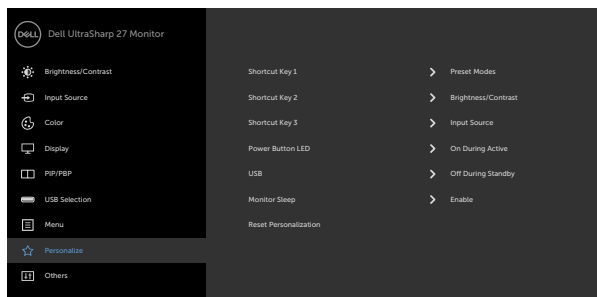 DELL Dell UltraSharp 27 Monitor
Brightness/Contrast Shortcut Key 1 Preset Modes
Input Source Shortcut Key 2 Brightness/Contrast
Color Shortcut Key 3 Input Source
Display Power Button LED On During Active
PIP/PBP USB Off During Standby
USB Selection Monitor Sleep Enable
Menu Reset Personalization
Personalize
Others